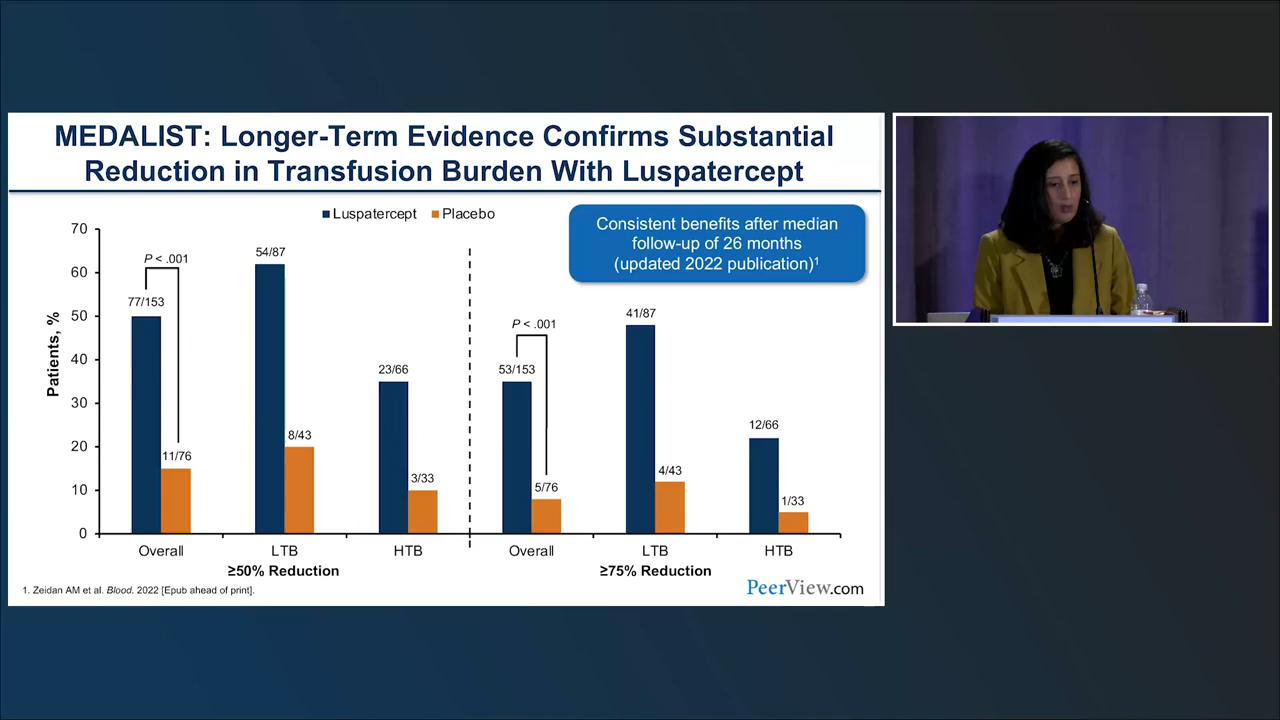 MEDALIST: Longer-Term Evidence Confirms Substantial
Reduction in Transfusion Burden With Luspatercept
Luspatercept Placebo
Consistent benefits after median
follow-up of 26 months
(updated 2022 publication)1
Patients, %
70
60
50
40
30
20
10
0
P < .001
77/153
11/76
54/87
8/43
23/66
3/33
P < .001
53/153
5/76
41/87
4/43
12/66
1/33
Overall LTB HTB Overall LTB HTB
≥50% Reduction ≥75% Reduction
1. Zeidan AM et al. Blood. 2022 [Epub ahead of print].
PeerView.com